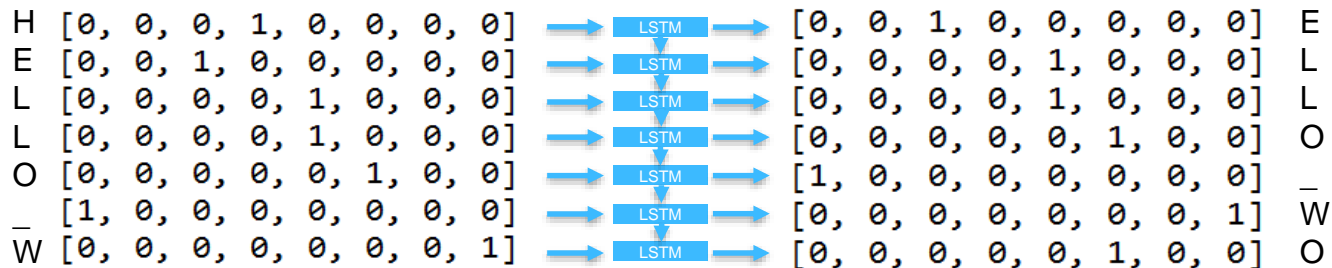 H [0, 0, 0, 1, 0, 0, 0, 0] LSTM [0, 0, 1, 0, 0, 0, 0, 0] E
E [0, 0, 1, 0, 0, 0, 0, 0] LSTM [0, 0, 0, 0, 1, 0, 0, 0] L
L [0, 0, 0, 0, 1, 0, 0, 0] LSTM [0, 0, 0, 0, 1, 0, 0, 0] L
L [0, 0, 0, 0, 1, 0, 0, 0] LSTM [0, 0, 0, 0, 0, 1, 0, 0] O
O [0, 0, 0, 0, 0, 1, 0, 0] LSTM [1, 0, 0, 0, 0, 0, 0, 0] _
_ [1, 0, 0, 0, 0, 0, 0, 0] LSTM [0, 0, 0, 0, 0, 0, 0, 1] W
W [0, 0, 0, 0, 0, 0, 0, 1] LSTM [0, 0, 0, 0, 0, 1, 0, 0] O